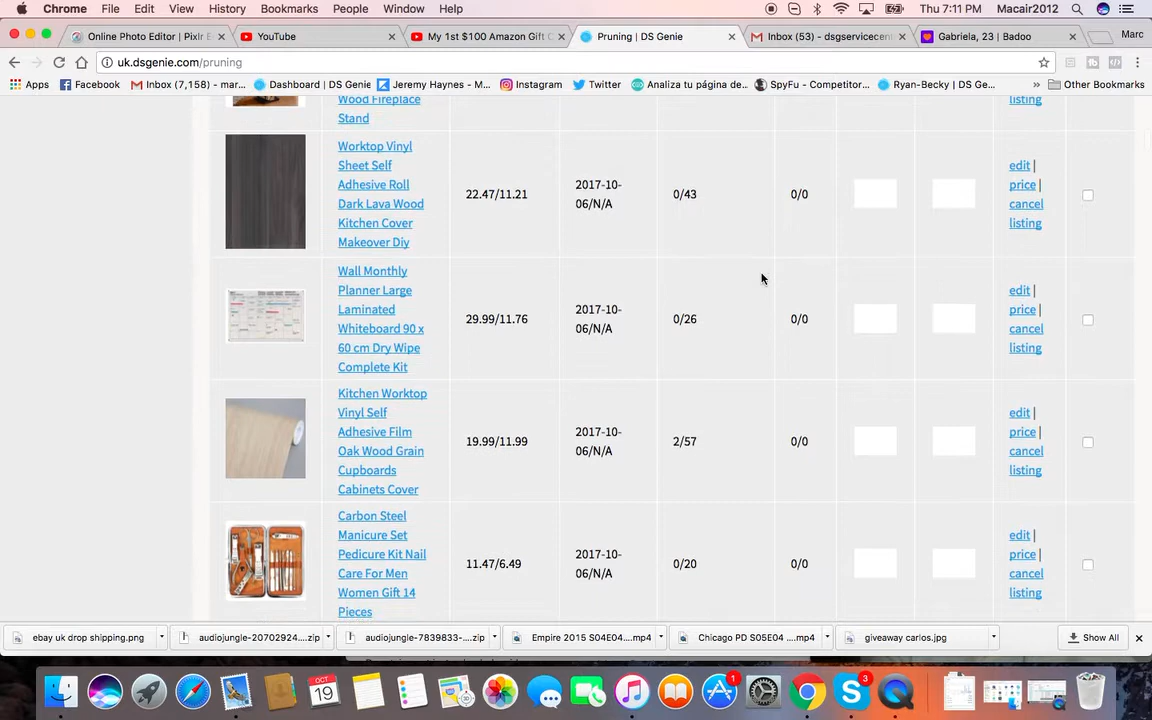 Chrome File Edit View History Bookmarks People Window Help Thu 7:11 PM Macair2012
Online Photo Editor | Pixlr E YouTube My 1st $100 Amazon Gift C Pruning | DS Genie Inbox (53) - dsgservicecent Gabriela, 23 | Badoo Marc
uk.dsgenie.com/pruning
Apps Facebook Inbox (7,158) - mar... Dashboard | DS Genie Jeremy Haynes - M... Instagram Twitter Analiza tu página de... SpyFu - Competitor... Ryan-Becky | DS Ge... » Other Bookmarks
Wood Fireplace
Stand
listing
Worktop Vinyl
Sheet Self
Adhesive Roll
Dark Lava Wood
Kitchen Cover
Makeover Diy
22.47/11.21
2017-10-
06/N/A
0/43
0/0
edit |
price |
cancel
listing
Wall Monthly
Planner Large
Laminated
Whiteboard 90 x
60 cm Dry Wipe
Complete Kit
29.99/11.76
2017-10-
06/N/A
0/26
0/0
edit |
price |
cancel
listing
Kitchen Worktop
Vinyl Self
Adhesive Film
Oak Wood Grain
Cupboards
Cabinets Cover
19.99/11.99
2017-10-
06/N/A
2/57
0/0
edit |
price |
cancel
listing
Carbon Steel
Manicure Set
Pedicure Kit Nail
Care For Men
Women Gift 14
Pieces
11.47/6.49
2017-10-
06/N/A
0/20
0/0
edit |
price |
cancel
listing
ebay uk drop shipping.png audiojungle-20702924....zip audiojungle-7839833-....zip Empire 2015 S04E04....mp4 Chicago PD S05E04 ....mp4 giveaway carlos.jpg Show All
OCT
19
1
3